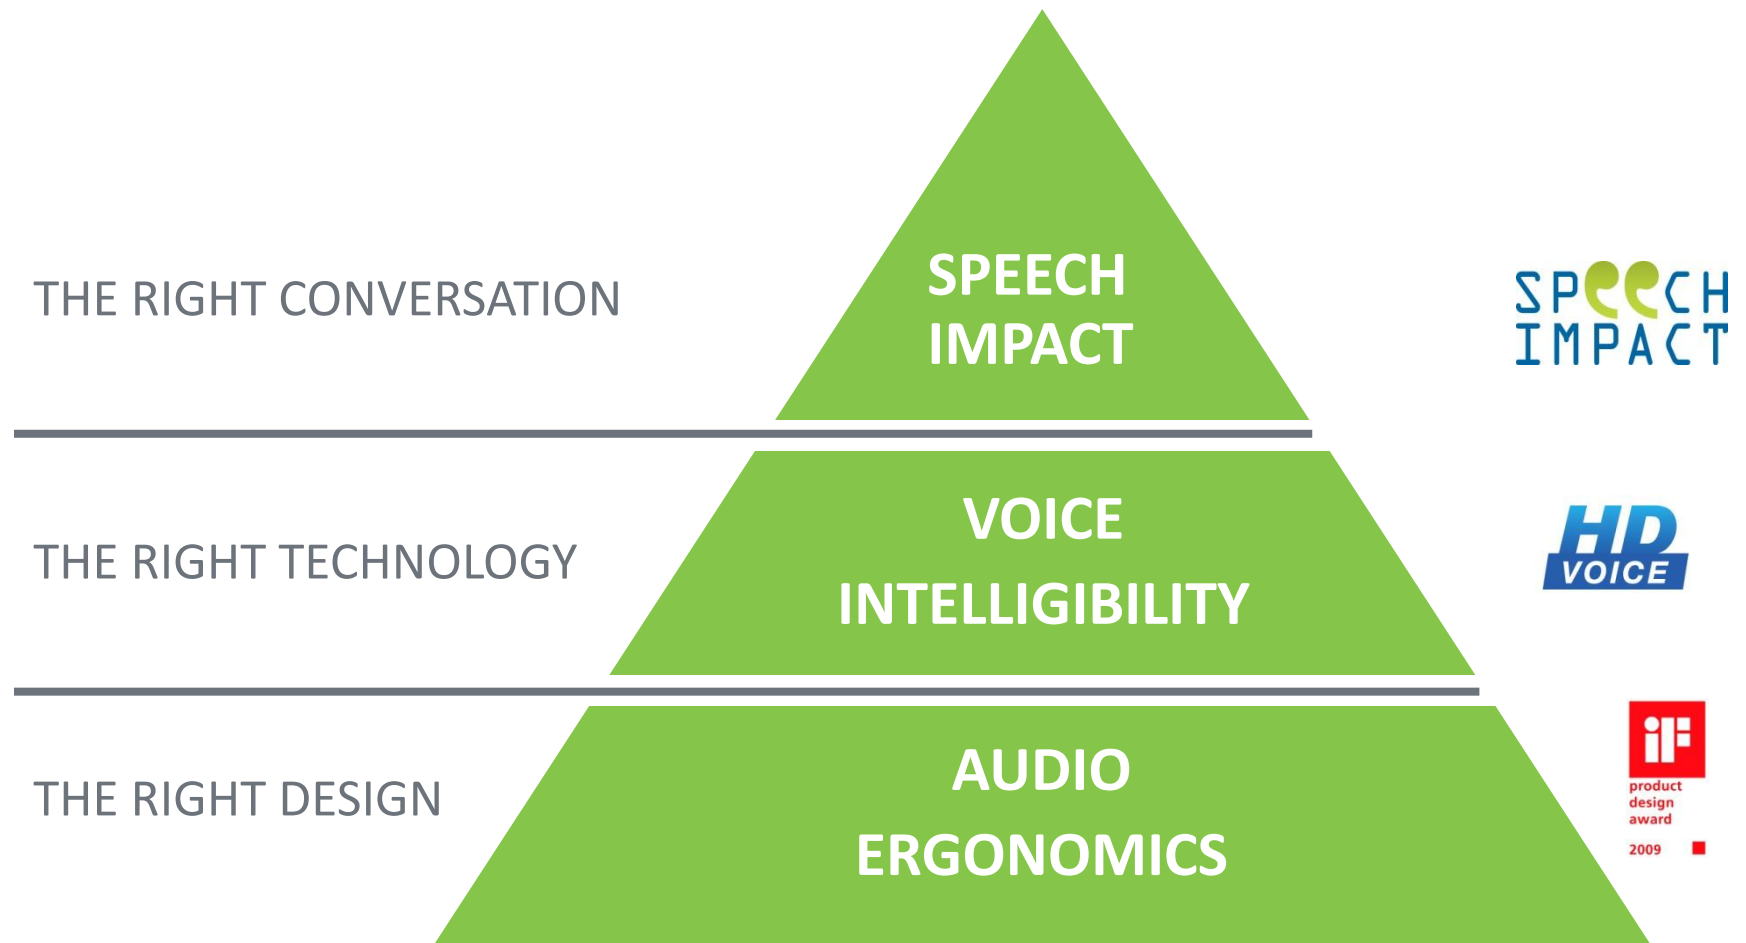 THE RIGHT CONVERSATION
SPEECH
IMPACT
SPEECH
IMPACT
THE RIGHT TECHNOLOGY
VOICE
INTELLIGIBILITY
HD
VOICE
THE RIGHT DESIGN
AUDIO
ERGONOMICS
iF
product
design
award
2009